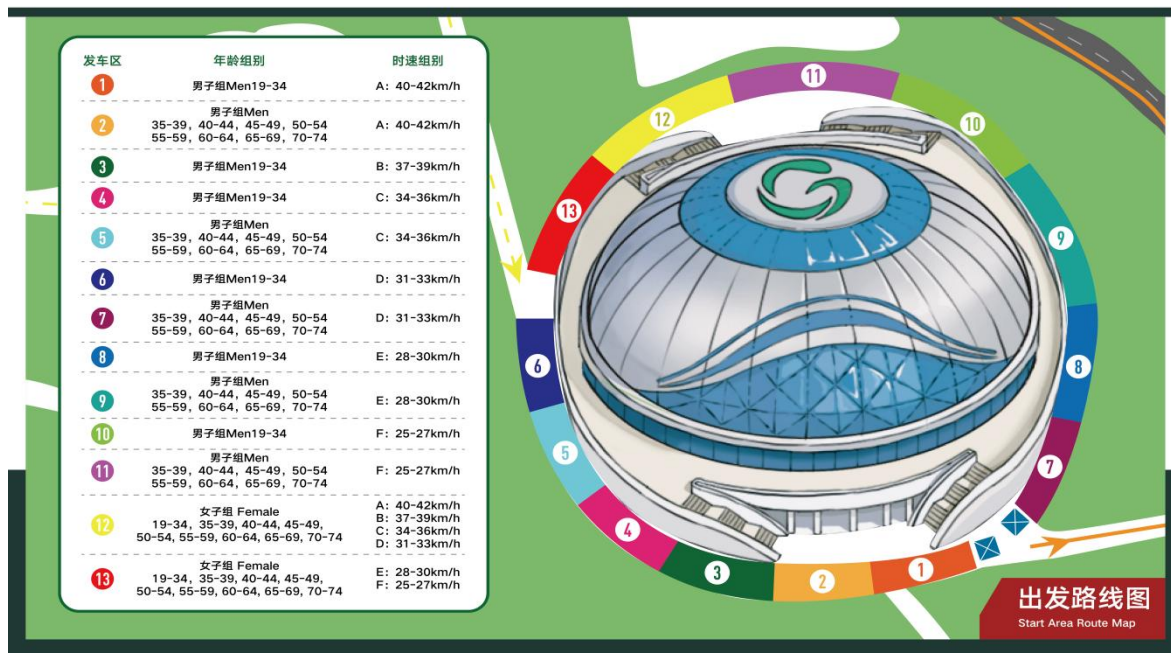 发车区 年龄组别 时速组别
1 男子组Men19-34 A：40-42km/h
男子组Men
2 35-39，40-44，45-49，50-54 A：40-42km/h
55-59，60-64，65-69，70-74
3 男子组Men19-34 B：37-39km/h
4 男子组Men19-34 C：34-36km/h
男子组Men
5 35-39，40-44，45-49，50-54 C：34-36km/h
55-59，60-64，65-69，70-74
6 男子组Men19-34 D：31-33km/h
男子组Men
7 35-39，40-44，45-49，50-54 D：31-33km/h
55-59，60-64，65-69，70-74
8 男子组Men19-34 E：28-30km/h
男子组Men
9 35-39，40-44，45-49，50-54 E：28-30km/h
55-59，60-64，65-69，70-74
10 男子组Men19-34 F：25-27km/h
男子组Men
11 35-39，40-44，45-49，50-54 F：25-27km/h
55-59，60-64，65-69，70-74
12
女子组 Female
19-34，35-39，40-44，45-49，
50-54，55-59，60-64，65-69，70-74
A：40-42km/h
B：37-39km/h
C：34-36km/h
D：31-33km/h
13
女子组 Female
19-34，35-39，40-44，45-49，
50-54，55-59，60-64，65-69，70-74
E：28-30km/h
F：25-27km/h
11
12
10
13
9
6
8
5
7
4
3
2
1
出发路线图
Start Area Route Map